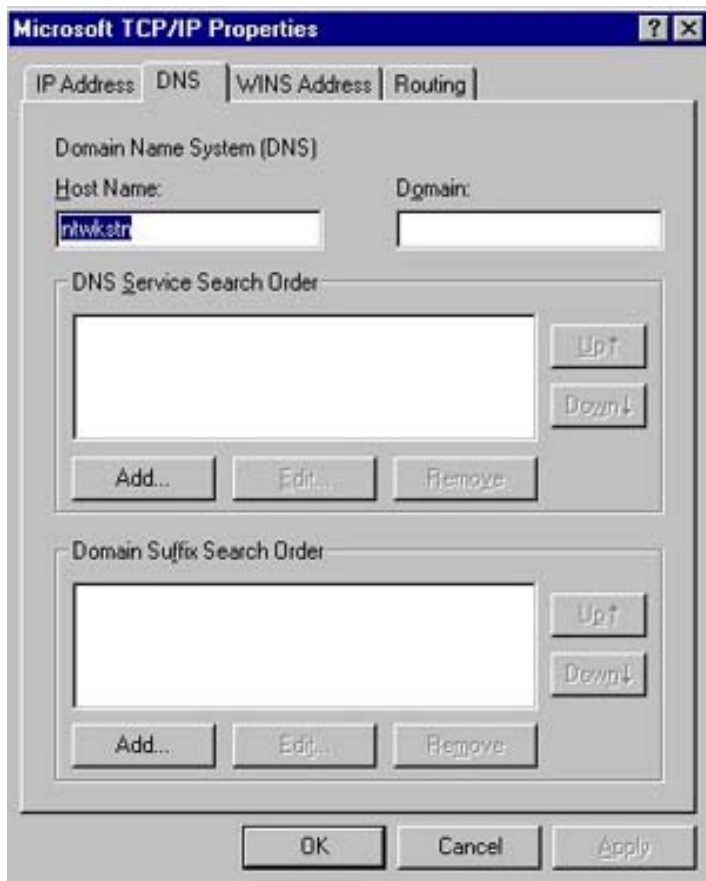 Microsoft TCP/IP Properties
IP Address DNS WINS Address Routing
Domain Name System (DNS)
Host Name: Domain:
ntwkstn
DNS Service Search Order
Up↑
Down↓
Add... Edit... Remove
Domain Suffix Search Order
Up↑
Down↓
Add... Edit... Remove
OK Cancel Apply